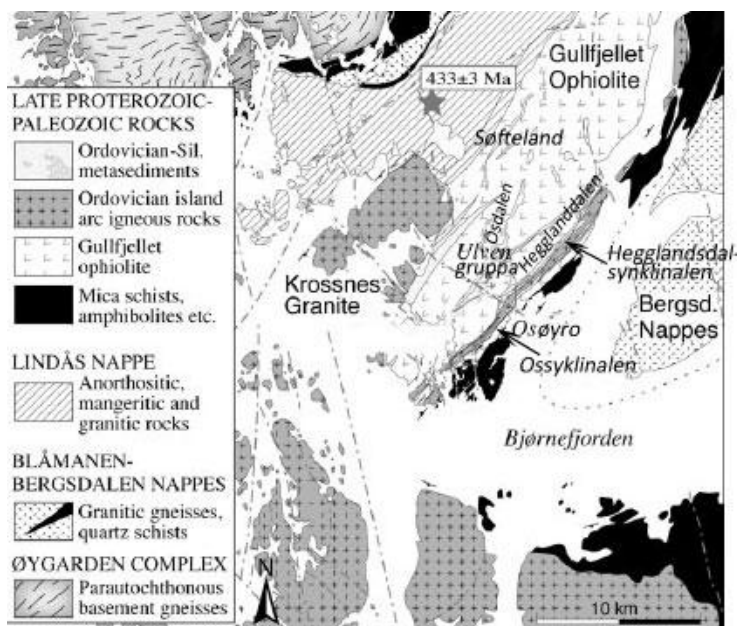 LATE PROTEROZOIC-
PALEOZOIC ROCKS
Ordovician-Sil.
metasediments
Ordovician island
arc igneous rocks
Gullfjellet
ophiolite
Mica schists,
amphibolites etc.
LINDÅS NAPPE
Anorthositic,
mangeritic and
granitic rocks
BLÅMANEN-
BERGSDALEN NAPPES
Granitic gneisses,
quartz schists
ØYGARDEN COMPLEX
Parautochthonous
basement gneisses
433±3 Ma
Gullfjellet
Ophiolite
Søfteland
Osdalen
Hegglanddalen
Ulven
gruppa
Hegglandsdal-
synklinalen
Krossnes
Granite
Bergsd.
Nappes
Osøyro
Ossyklinalen
Bjørnefjorden
N
10 km